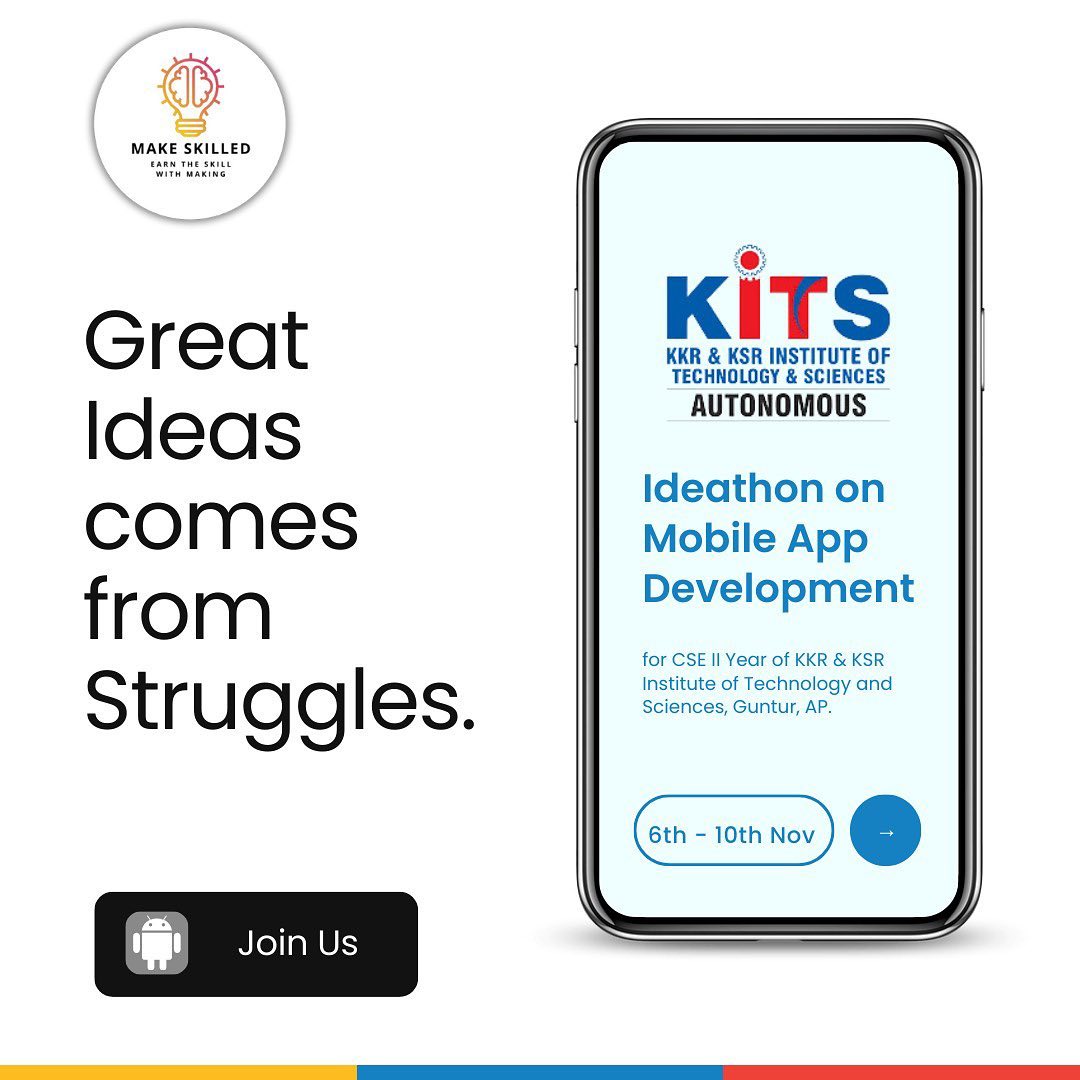 MAKE SKILLED
EARN THE SKILL
WITH MAKING
Great
Ideas
comes
from
Struggles.
Join Us
KiTS
KKR & KSR INSTITUTE OF
TECHNOLOGY & SCIENCES
AUTONOMOUS
Ideathon on
Mobile App
Development
for CSE II Year of KKR & KSR
Institute of Technology and
Sciences, Guntur, AP.
6th - 10th Nov
→